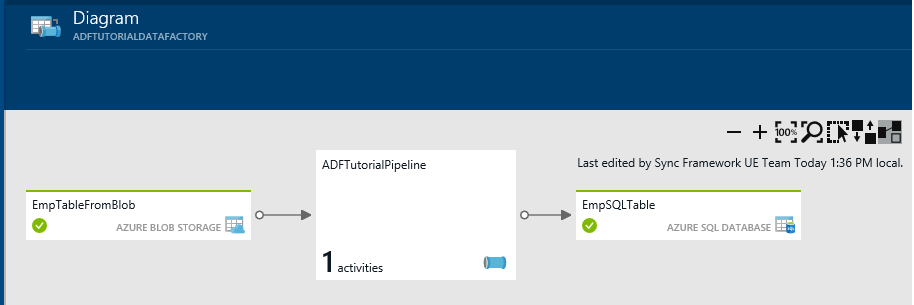 Diagram
ADFTUTORIALDATAFACTORY
100%
Last edited by Sync Framework UE Team Today 1:36 PM local.
EmpTableFromBlob
AZURE BLOB STORAGE
ADFTutorialPipeline
1 activities
EmpSQLTable
AZURE SQL DATABASE